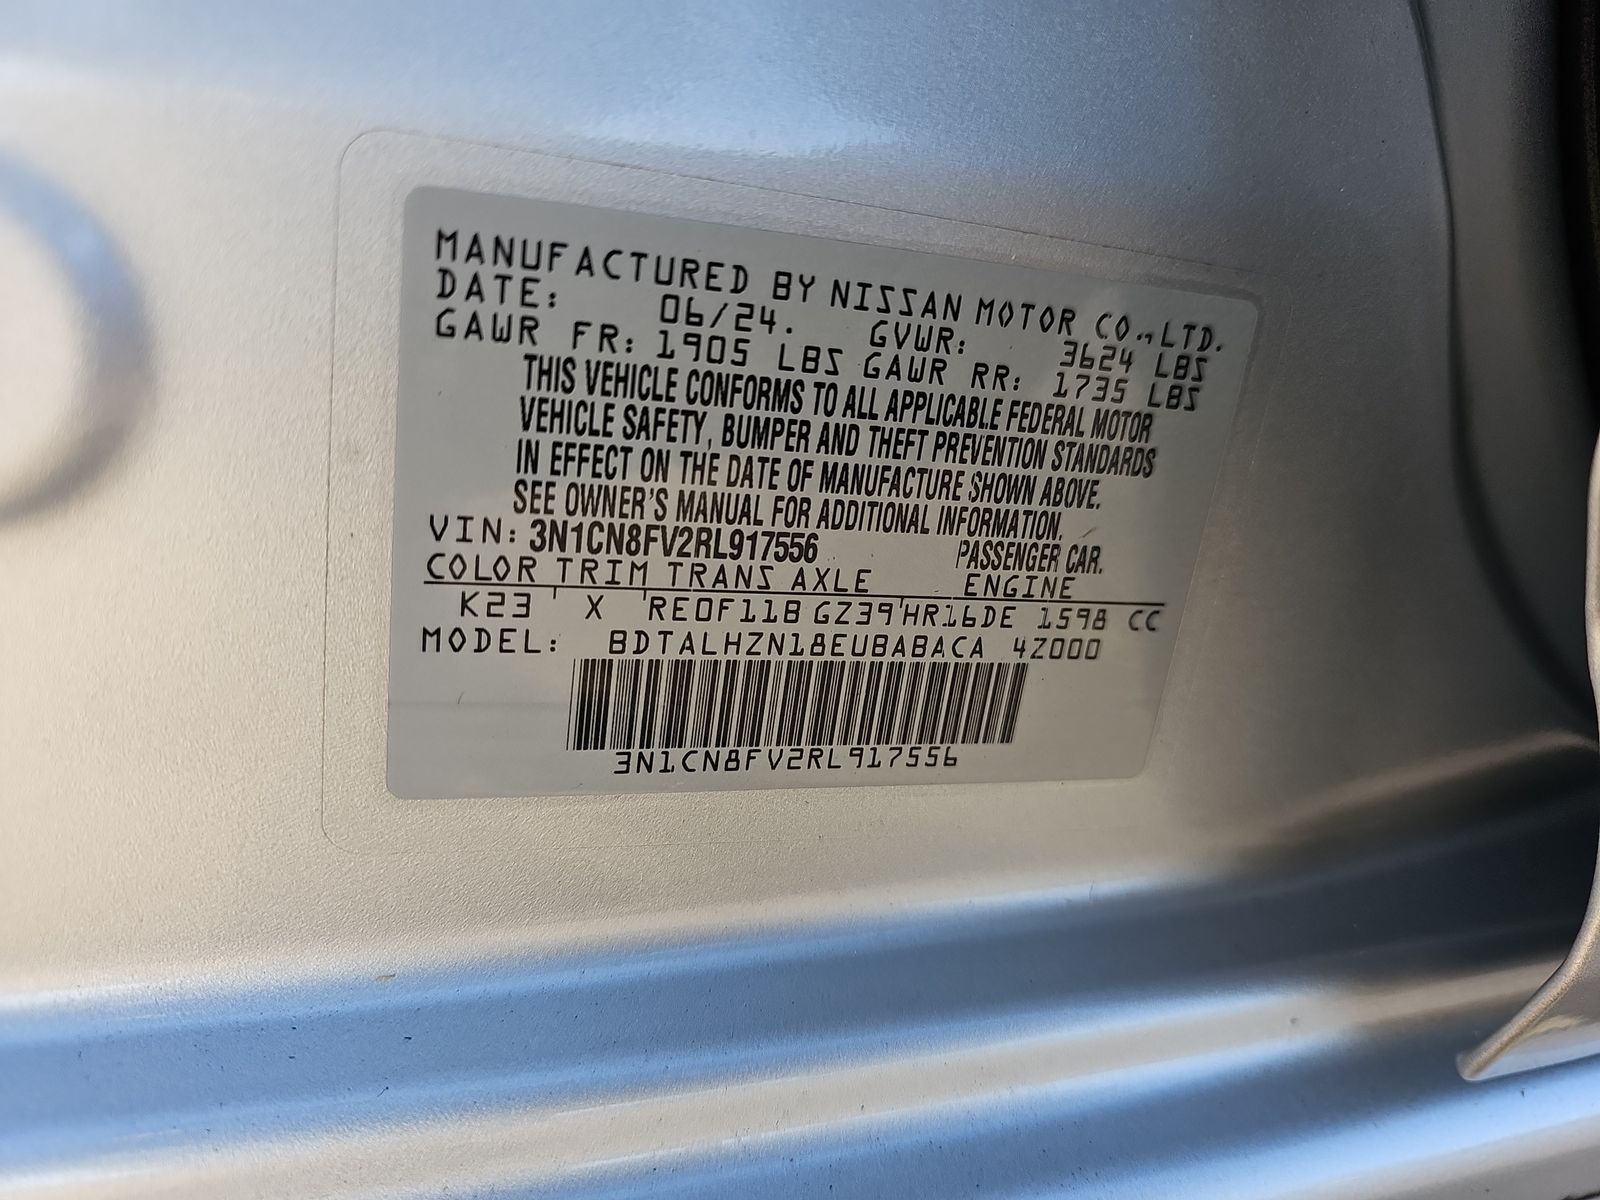 MANUFACTURED BY NISSAN MOTOR CO.,LTD.
DATE: 06/24. GVWR: 3624 LBS
GAWR FR: 1905 LBS GAWR RR: 1735 LBS
THIS VEHICLE CONFORMS TO ALL APPLICABLE FEDERAL MOTOR
VEHICLE SAFETY, BUMPER AND THEFT PREVENTION STANDARDS
IN EFFECT ON THE DATE OF MANUFACTURE SHOWN ABOVE.
SEE OWNER'S MANUAL FOR ADDITIONAL INFORMATION.
VIN: 3N1CN8FV2RL917556 PASSENGER CAR.
COLOR TRIM TRANS AXLE ENGINE
K23 X RE0F11B GZ39 HR16DE 1598 CC
MODEL: BDTALHZN18EUBABACA 4Z000
3N1CN8FV2RL917556